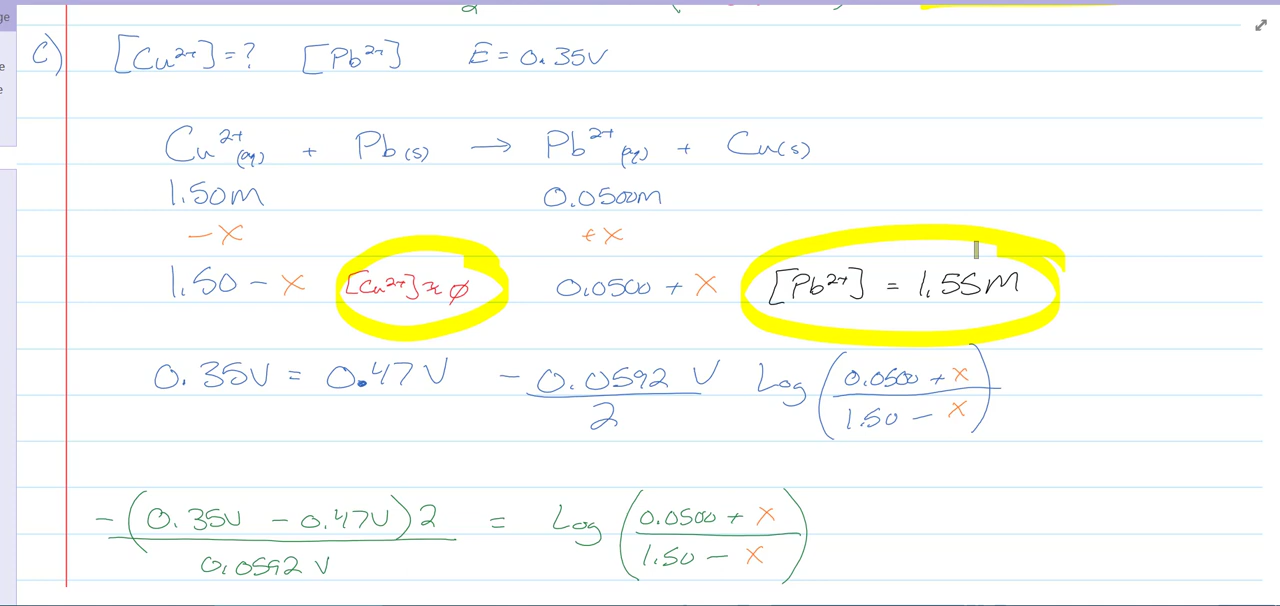 c) [Cu²⁺]=? [Pb²⁺] E = 0.35V
Cu²⁺(aq) + Pb(s) → Pb²⁺(aq) + Cu(s)
1.50M 0.0500M
-x +x
1.50 - x [Cu²⁺]≈φ 0.0500 + x [Pb²⁺] = 1.55M
0.35V = 0.47V - 0.0592 V / 2 Log (0.0500 + x / 1.50 - x)
-(0.35V - 0.47V)2 / 0.0592 V = Log (0.0500 + x / 1.50 - x)